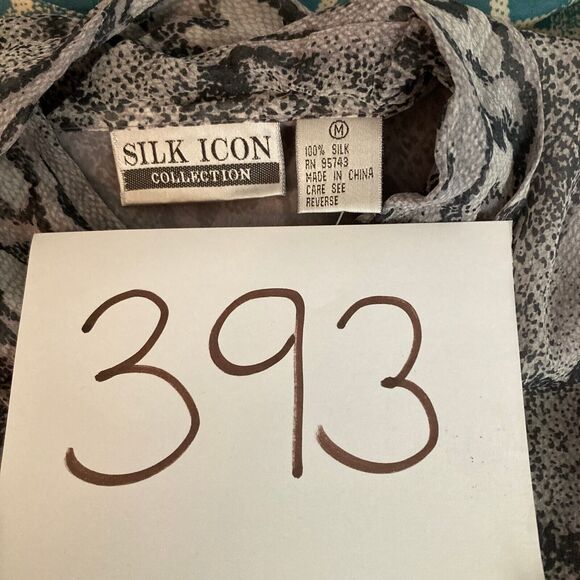 SILK ICON
COLLECTION
M
100% SILK
RN 95743
MADE IN CHINA
CARE SEE
REVERSE
393